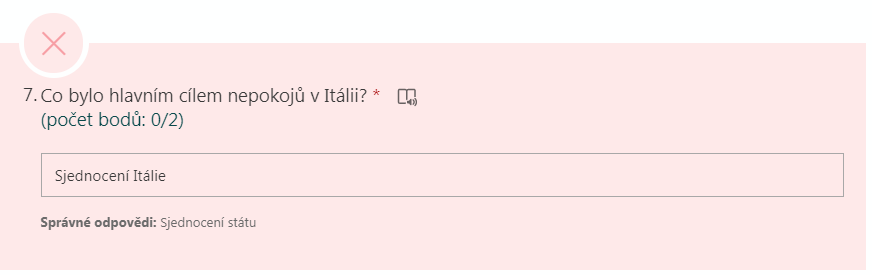 7. Co bylo hlavním cílem nepokojů v Itálii? *
(počet bodů: 0/2)
Sjednocení Itálie
Správné odpovědi: Sjednocení státu